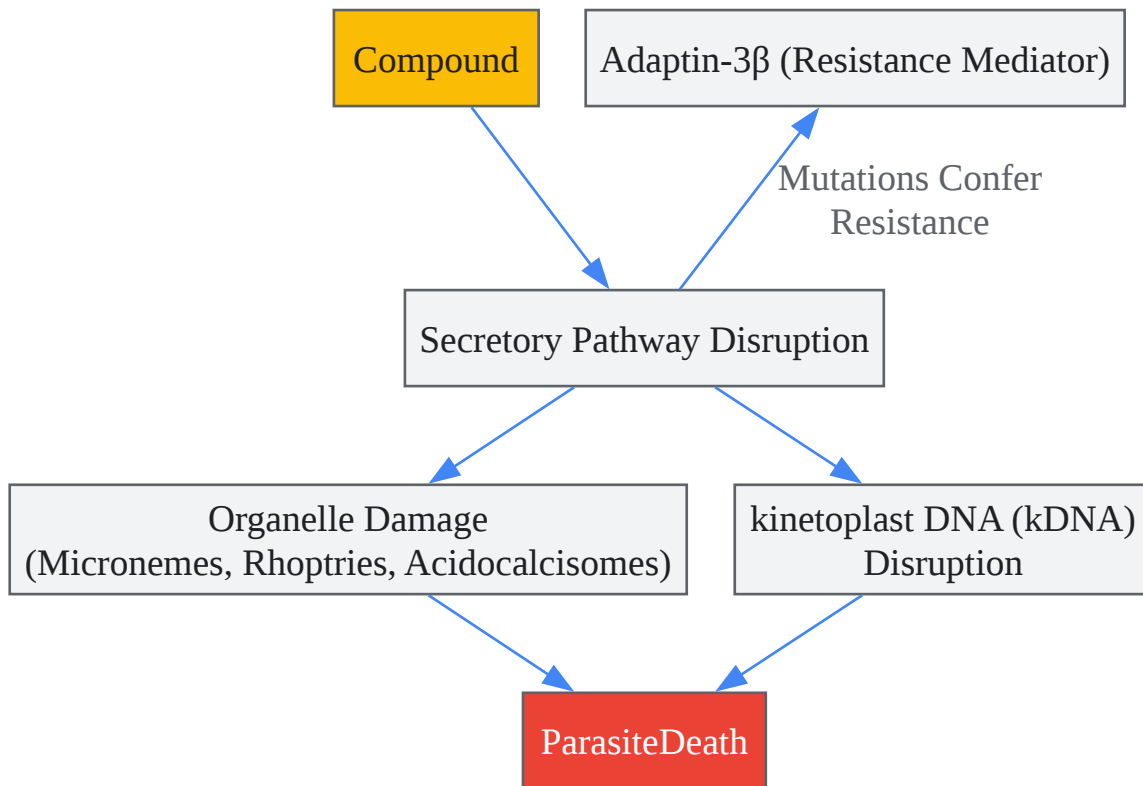 Compound
Adaptin-3β (Resistance Mediator)
Mutations Confer
Resistance
Secretory Pathway Disruption
Organelle Damage
(Micronemes, Rhoptries, Acidocalcisomes)
kinetoplast DNA (kDNA)
Disruption
ParasiteDeath